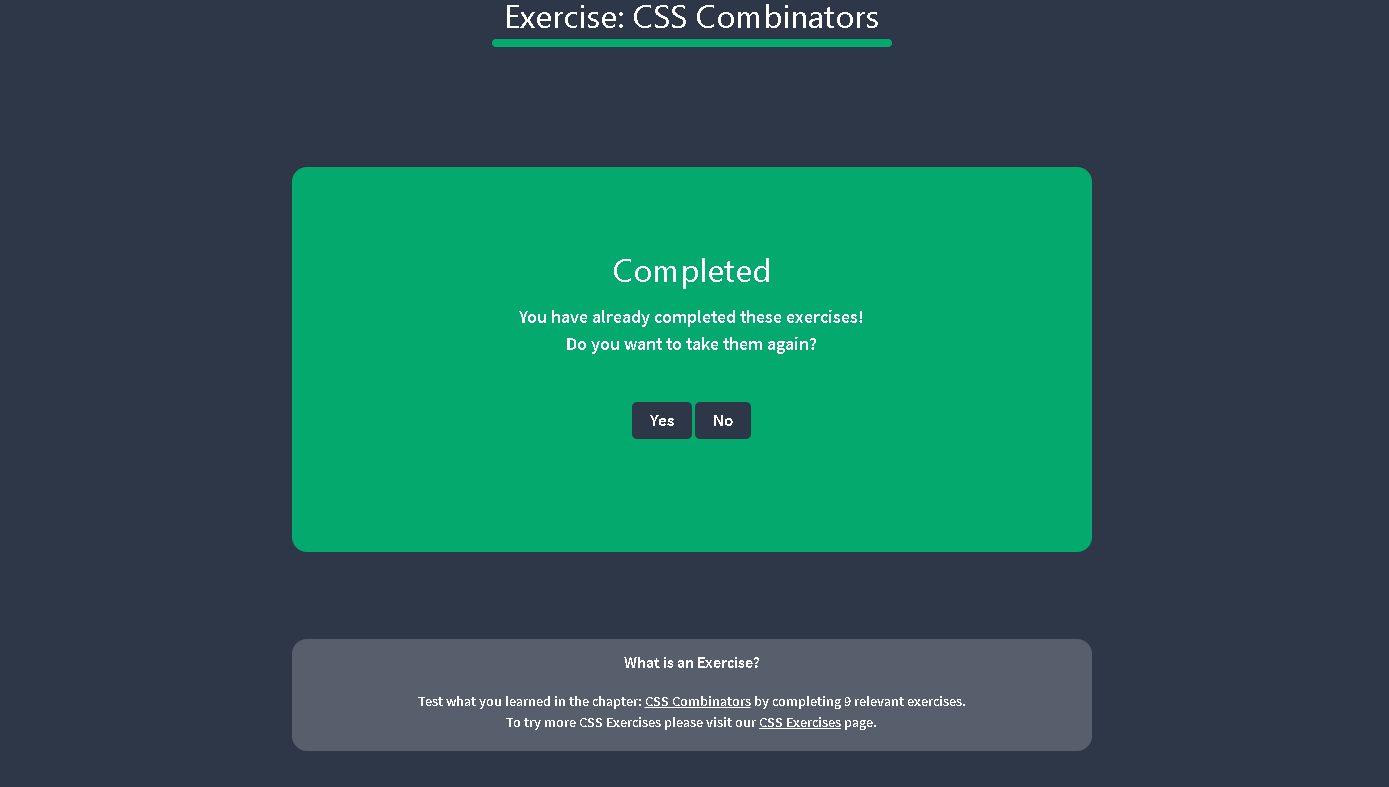 Exercise: CSS Combinators
Completed
You have already completed these exercises!
Do you want to take them again?
Yes No
What is an Exercise?
Test what you learned in the chapter: CSS Combinators by completing 9 relevant exercises.
To try more CSS Exercises please visit our CSS Exercises page.